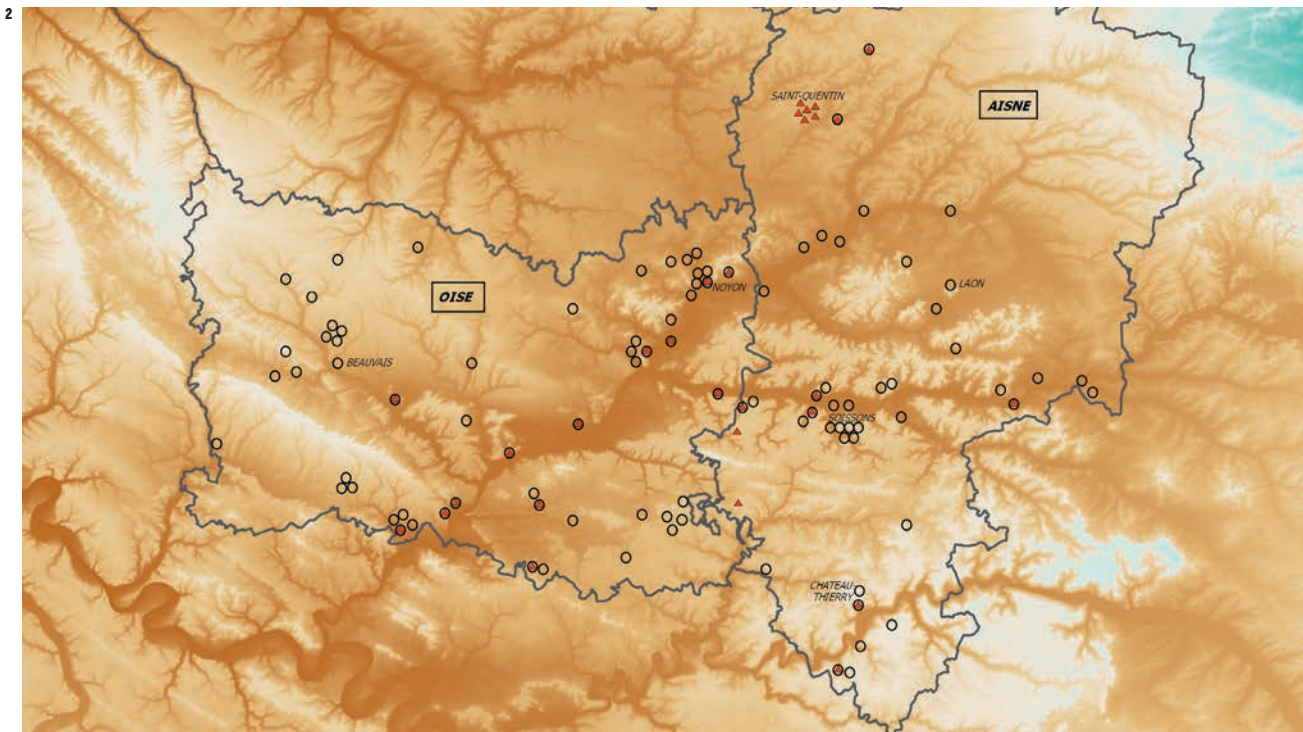 2
SAINT-QUENTIN
AISNE
OISE
NOYON
LAON
BEAUVAIS
SOISSONS
CHATEAU-
THIERRY